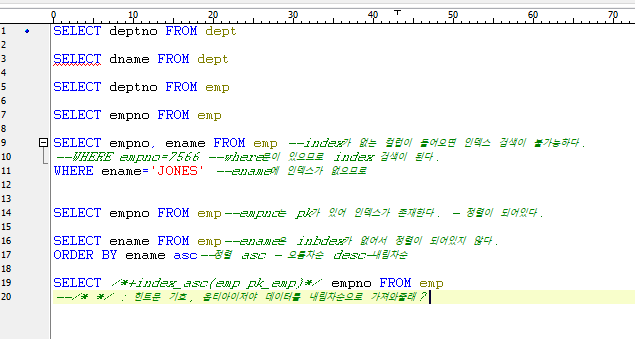 0 10 20 30 40 50 60 70
1 SELECT deptno FROM dept
2
3 SELECT dname FROM dept
4
5 SELECT deptno FROM emp
6
7 SELECT empno FROM emp
8
9 SELECT empno, ename FROM emp --index가 없는 컬럼이 들어오면 인덱스 검색이 불가능하다.
10 --WHERE empno=7566 --where문이 있으므로 index 검색이 된다.
11 WHERE ename='JONES' --ename에 인덱스가 없으므로
12
13
14 SELECT empno FROM emp--empno는 pk가 있어 인덱스가 존재한다. - 정렬이 되어있다.
15
16 SELECT ename FROM emp--ename은 inbdex가 없어서 정렬이 되어있지 않다.
17 ORDER BY ename asc--정렬 asc - 오름차순 desc-내림차순
18
19 SELECT /*+index_asc(emp pk_emp)*/ empno FROM emp
20 --/* */ : 힌트문 기호, 옵티마이저야 데이터를 내림차순으로 가져와줄래?